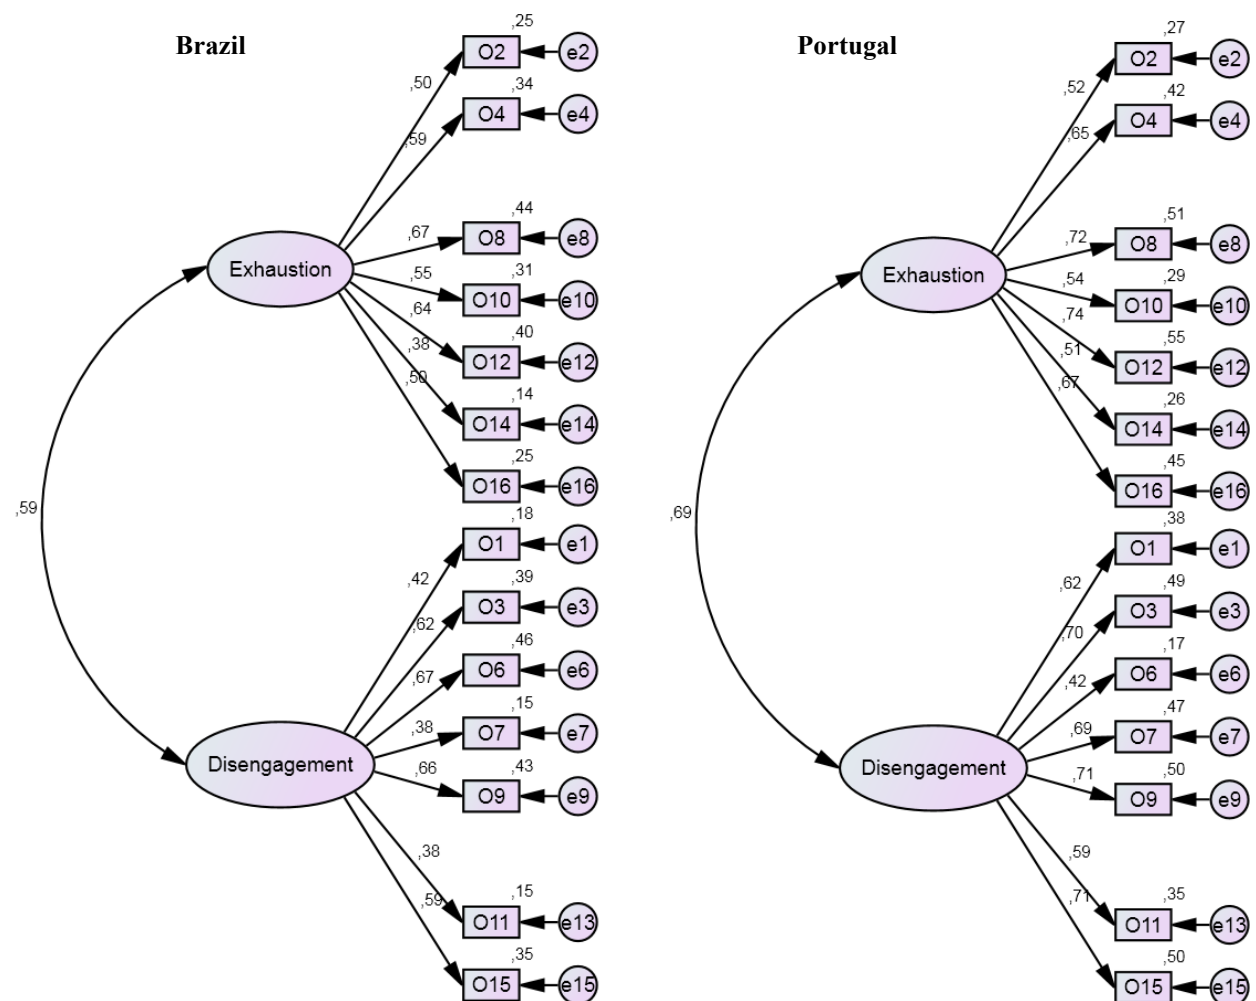 Brazil
,25
O2
e2
,50
,34
O4
e4
,59
Exhaustion
,44
O8
e8
,67
,31
O10
e10
,55
,40
O12
e12
,64
,14
O14
e14
,38
,25
O16
e16
,50
,59
,18
O1
e1
,42
,39
O3
e3
,62
,46
O6
e6
,67
,15
O7
e7
,38
Disengagement
,43
O9
e9
,66
,15
O11
e13
,38
,35
O15
e15
,59
Portugal
,27
O2
e2
,52
,42
O4
e4
,65
Exhaustion
,51
O8
e8
,72
,29
O10
e10
,54
,55
O12
e12
,74
,26
O14
e14
,51
,45
O16
e16
,67
,69
,38
O1
e1
,62
,49
O3
e3
,70
,17
O6
e6
,42
,47
O7
e7
,69
Disengagement
,50
O9
e9
,71
,35
O11
e13
,59
,50
O15
e15
,71